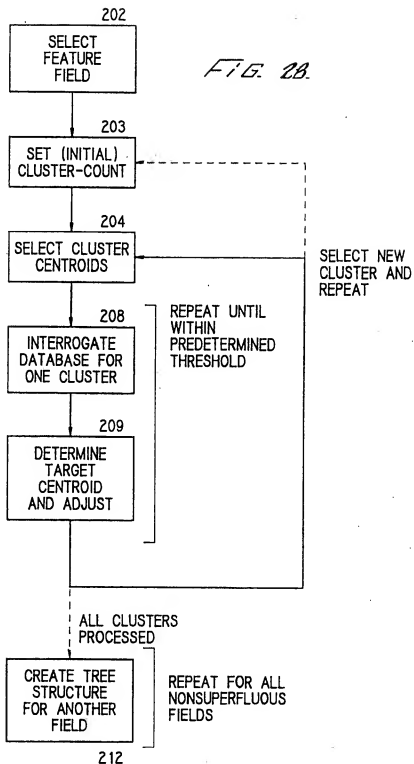 202
SELECT
FEATURE
FIELD
FIG. 2B.
203
SET (INITIAL)
CLUSTER-COUNT
204
SELECT CLUSTER
CENTROIDS
SELECT NEW
CLUSTER AND
REPEAT
208
INTERROGATE
DATABASE FOR
ONE CLUSTER
REPEAT UNTIL
WITHIN
PREDETERMINED
THRESHOLD
209
DETERMINE
TARGET
CENTROID
AND ADJUST
ALL CLUSTERS
PROCESSED
CREATE TREE
STRUCTURE
FOR ANOTHER
FIELD
REPEAT FOR ALL
NONSUPERFLUOUS
FIELDS
212